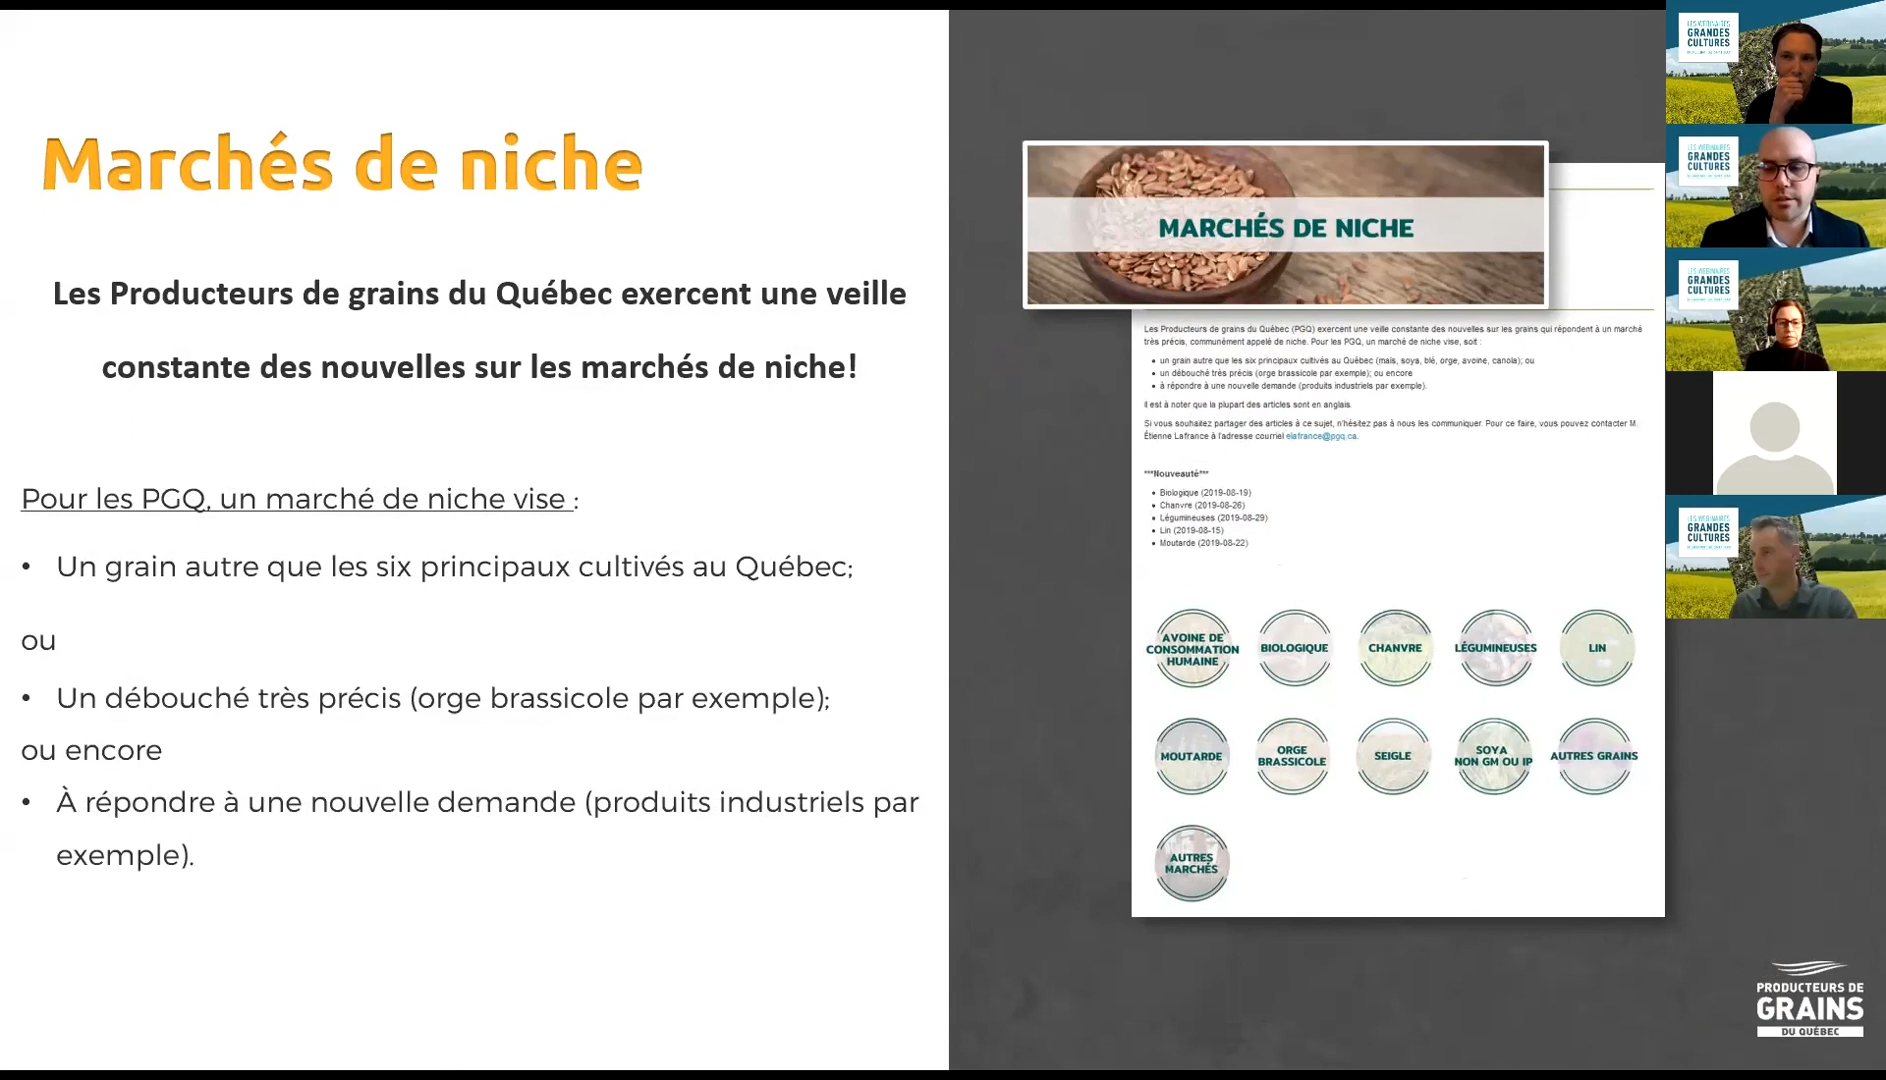 Marchés de niche
Les Producteurs de grains du Québec exercent une veille
constante des nouvelles sur les marchés de niche!
Pour les PGQ, un marché de niche vise :
• Un grain autre que les six principaux cultivés au Québec;
ou
• Un débouché très précis (orge brassicole par exemple);
ou encore
• À répondre à une nouvelle demande (produits industriels par
exemple).
MARCHÉS DE NICHE
Les Producteurs de grains du Québec (PGQ) exercent une veille constante des nouvelles sur les grains qui répondent à un marché
très précis, communément appelé de niche. Pour les PGQ, un marché de niche vise, soit :
• un grain autre que les six principaux cultivés au Québec (maïs, soya, blé, orge, avoine, canola); ou
• un débouché très précis (orge brassicole par exemple); ou encore
• à répondre à une nouvelle demande (produits industriels par exemple).
Il est à noter que la plupart des articles sont en anglais.
Si vous souhaitez partager des articles à ce sujet, n'hésitez pas à nous les communiquer. Pour ce faire, vous pouvez contacter M.
Étienne Lafrance à l'adresse courriel elafrance@pgq.ca.
***Nouveauté***
• Biologique (2019-08-19)
• Chanvre (2019-08-26)
• Légumineuses (2019-08-29)
• Lin (2019-08-15)
• Moutarde (2019-08-22)
AVOINE DE
CONSOMMATION
HUMAINE
BIOLOGIQUE
CHANVRE
LÉGUMINEUSES
LIN
MOUTARDE
ORGE
BRASSICOLE
SEIGLE
SOYA
NON GM OU IP
AUTRES GRAINS
AUTRES
MARCHÉS
LES WEBINAIRES
GRANDES
CULTURES
LES WEBINAIRES
GRANDES
CULTURES
LES WEBINAIRES
GRANDES
CULTURES
LES WEBINAIRES
GRANDES
CULTURES
PRODUCTEURS DE
GRAINS
DU QUÉBEC